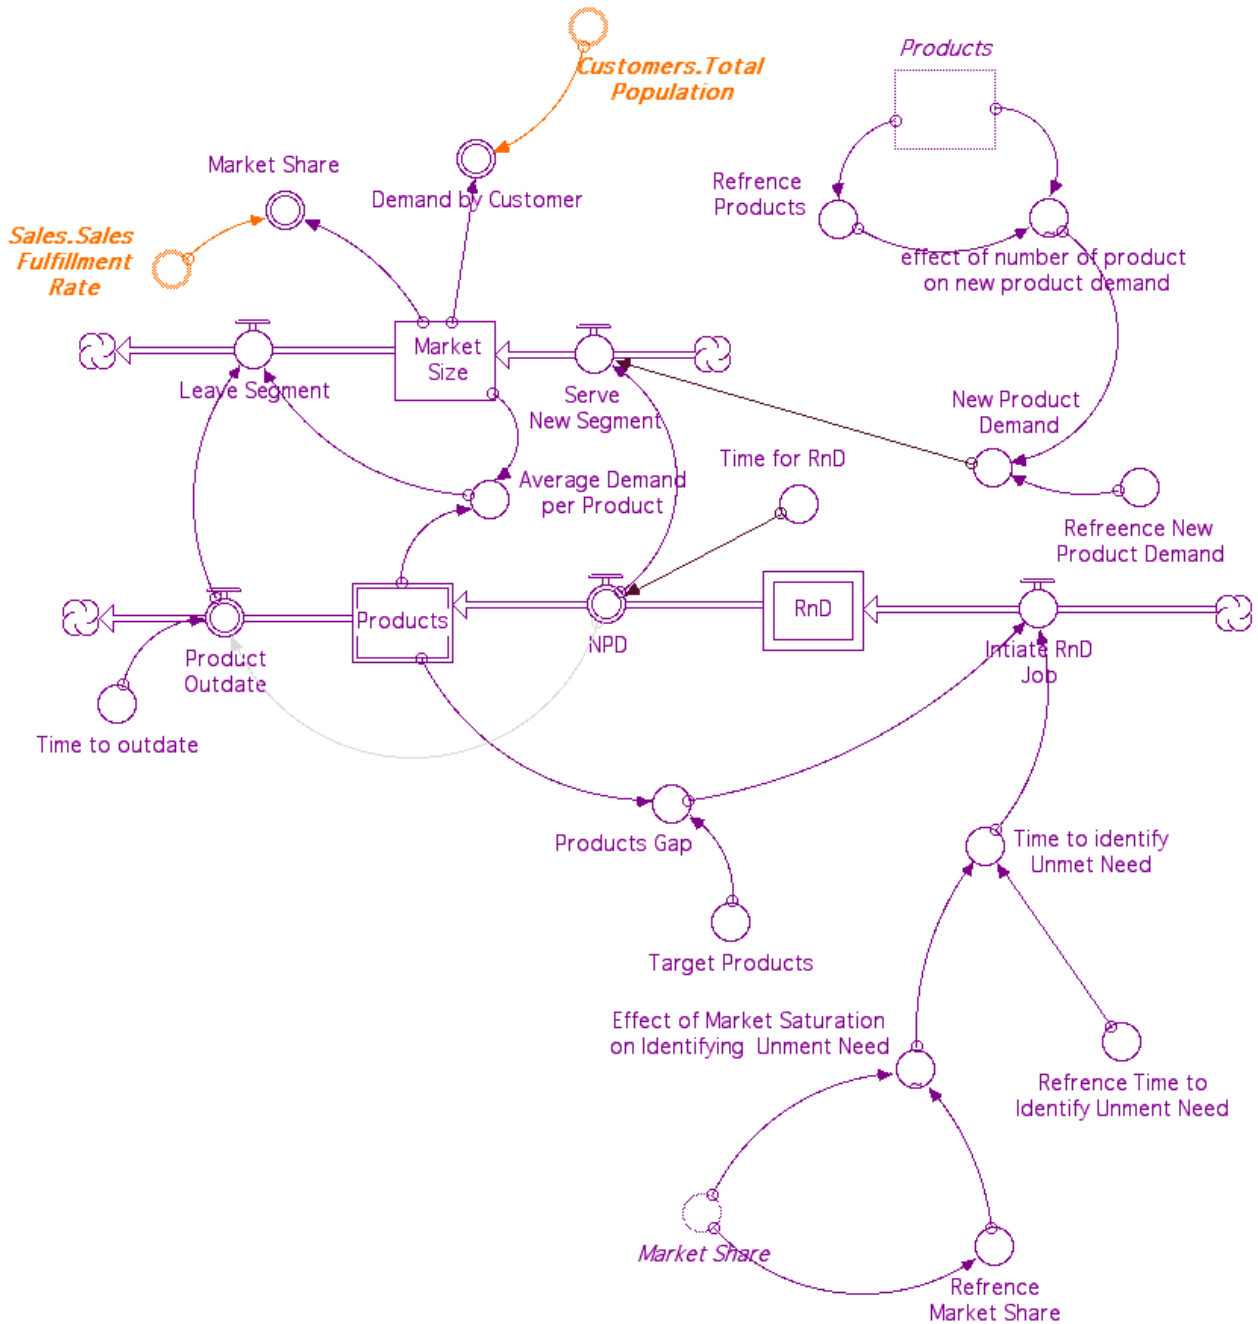 Customers.Total
Population
Products
Market Share
Demand by Customer
Refrence
Products
Sales.Sales
Fulfillment
Rate
effect of number of product
on new product demand
Market
Size
Leave Segment
Serve
New Segment
New Product
Demand
Time for RnD
Average Demand
per Product
Refreence New
Product Demand
Products
RnD
NPD
Product
Outdate
Intiate RnD
Job
Time to outdate
Products Gap
Time to identify
Unmet Need
Target Products
Effect of Market Saturation
on Identifying Unment Need
Refrence Time to
Identify Unment Need
Market Share
Refrence
Market Share